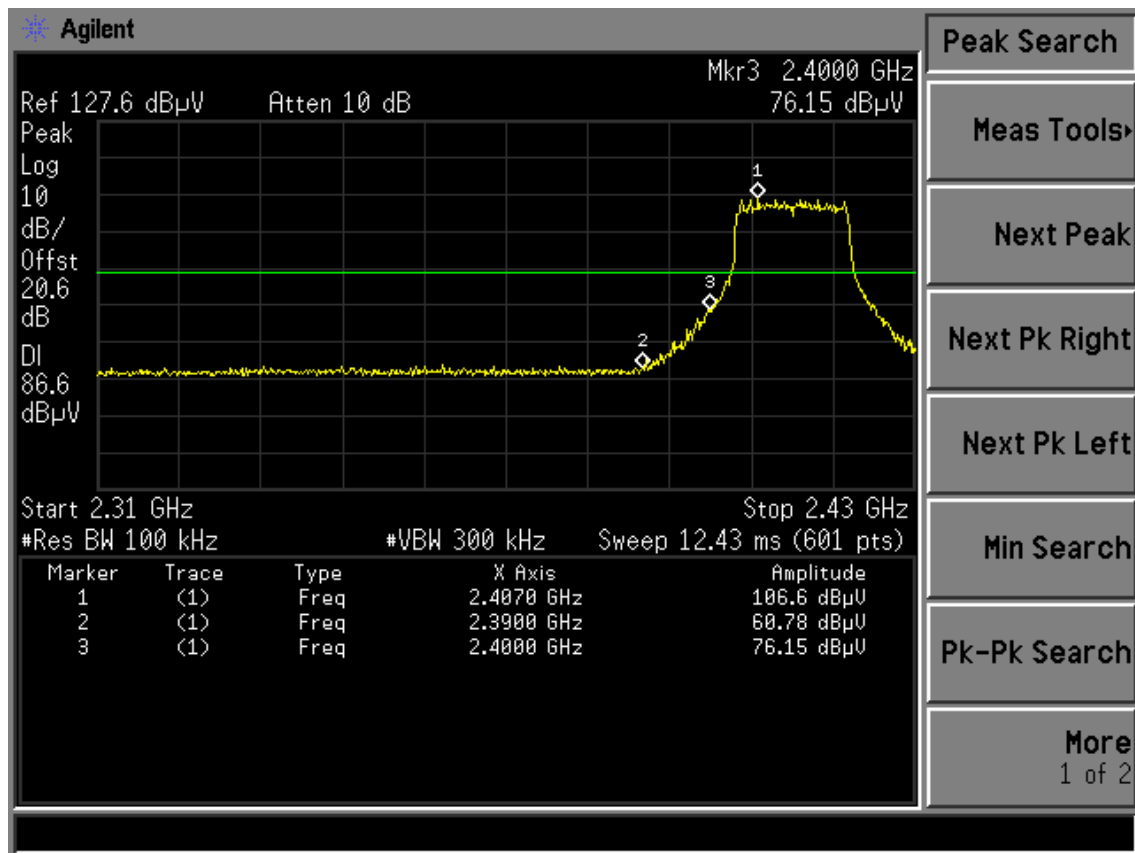 Agilent
Peak Search
Mkr3 2.4000 GHz
Ref 127.6 dBµV Atten 10 dB 76.15 dBµV
Peak
Log
10
dB/
Offst
20.6
dB
DI
86.6
dBµV
1
3
2
Start 2.31 GHz Stop 2.43 GHz
#Res BW 100 kHz #VBW 300 kHz Sweep 12.43 ms (601 pts)
Marker Trace Type X Axis Amplitude
1 (1) Freq 2.4070 GHz 106.6 dBµV
2 (1) Freq 2.3900 GHz 60.78 dBµV
3 (1) Freq 2.4000 GHz 76.15 dBµV
Meas Tools▸
Next Peak
Next Pk Right
Next Pk Left
Min Search
Pk-Pk Search
More
1 of 2